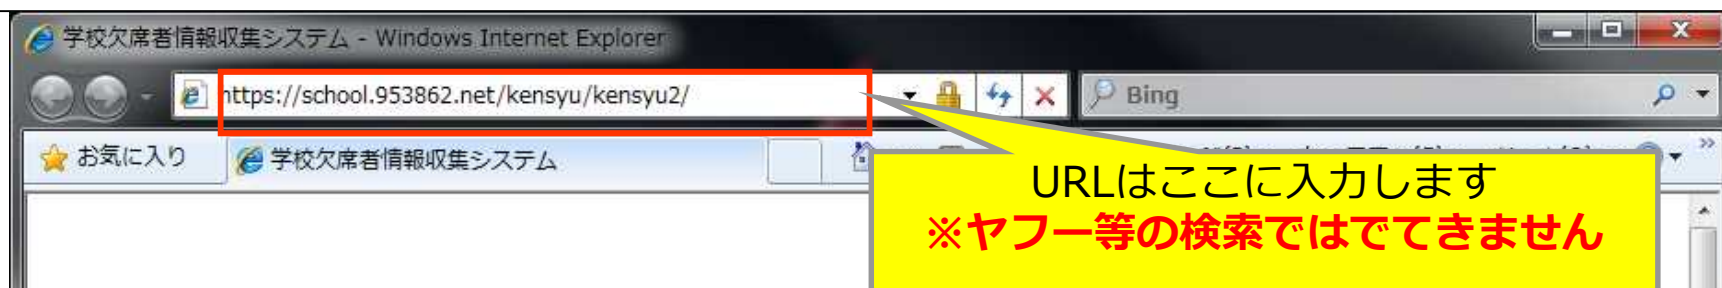 学校欠席者情報収集システム - Windows Internet Explorer
https://school.953862.net/kensyu/kensyu2/
Bing
お気に入り
学校欠席者情報収集システム
URLはここに入力します
※ヤフー等の検索ではでてきません